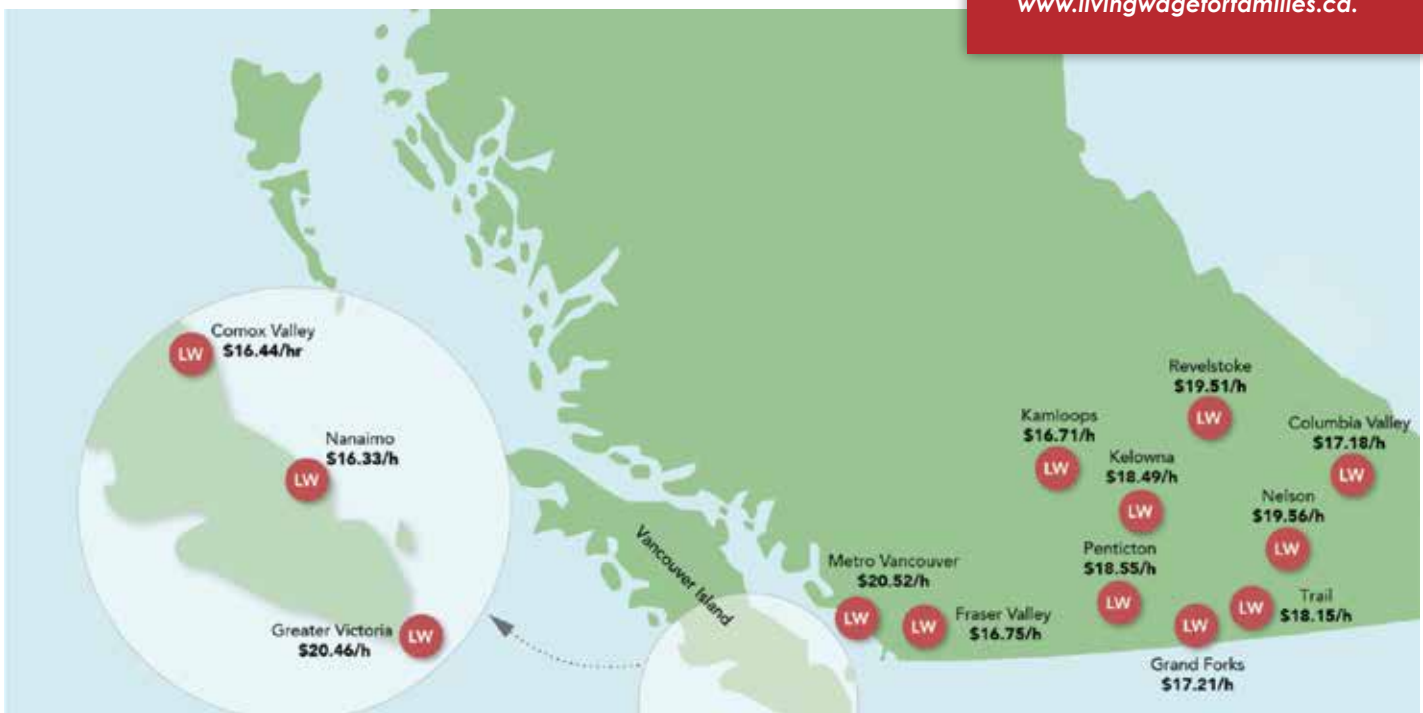 www.livingwageforfamilies.ca.
Comox Valley
$16.44/hr
LW
Nanaimo
$16.33/h
LW
Greater Victoria
$20.46/h
LW
Vancouver Island
Metro Vancouver
$20.52/h
LW
Fraser Valley
$16.75/h
LW
Kamloops
$16.71/h
LW
Kelowna
$18.49/h
LW
Penticton
$18.55/h
LW
Revelstoke
$19.51/h
LW
Columbia Valley
$17.18/h
LW
Nelson
$19.56/h
LW
Trail
$18.15/h
LW
Grand Forks
$17.21/h
LW